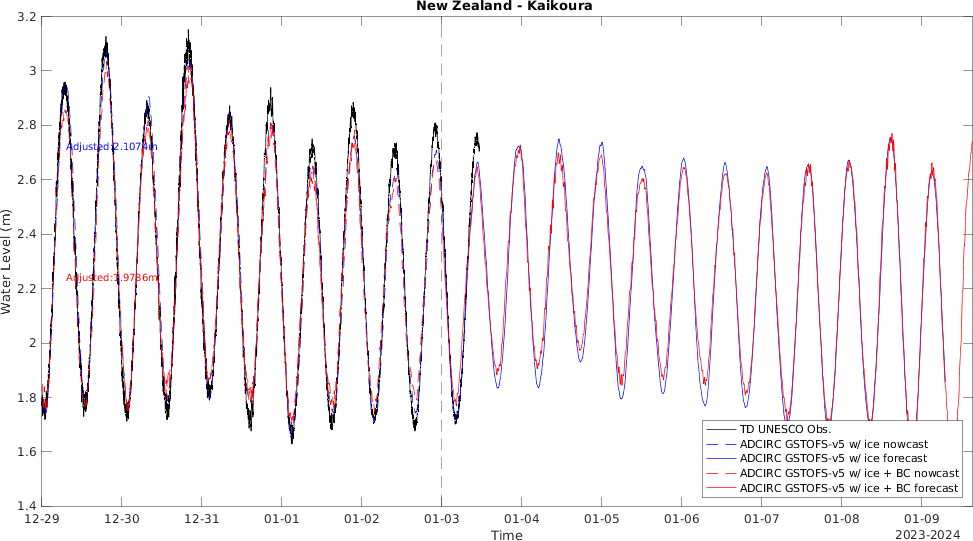 New Zealand - Kaikoura
3.2
3
2.8
2.6
2.4
2.2
2
1.8
1.6
1.4
Water Level (m)
Adjusted:2.1074m
Adjusted:1.9736m
TD UNESCO Obs.
ADCIRC GSTOFS-v5 w/ ice nowcast
ADCIRC GSTOFS-v5 w/ ice forecast
ADCIRC GSTOFS-v5 w/ ice + BC nowcast
ADCIRC GSTOFS-v5 w/ ice + BC forecast
12-29 12-30 12-31 01-01 01-02 01-03 01-04 01-05 01-06 01-07 01-08 01-09
Time
2023-2024